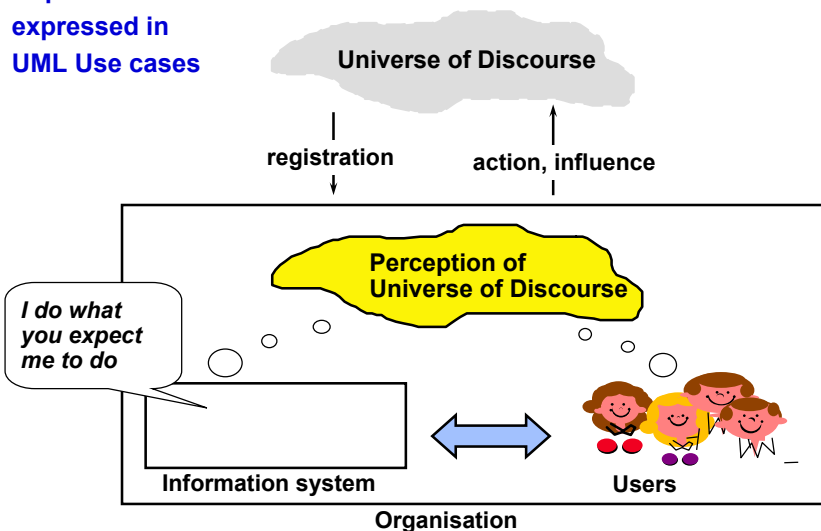 expressed in
UML Use cases
Universe of Discourse
registration
action, influence
Perception of
Universe of Discourse
I do what
you expect
me to do
Information system
Users
Organisation